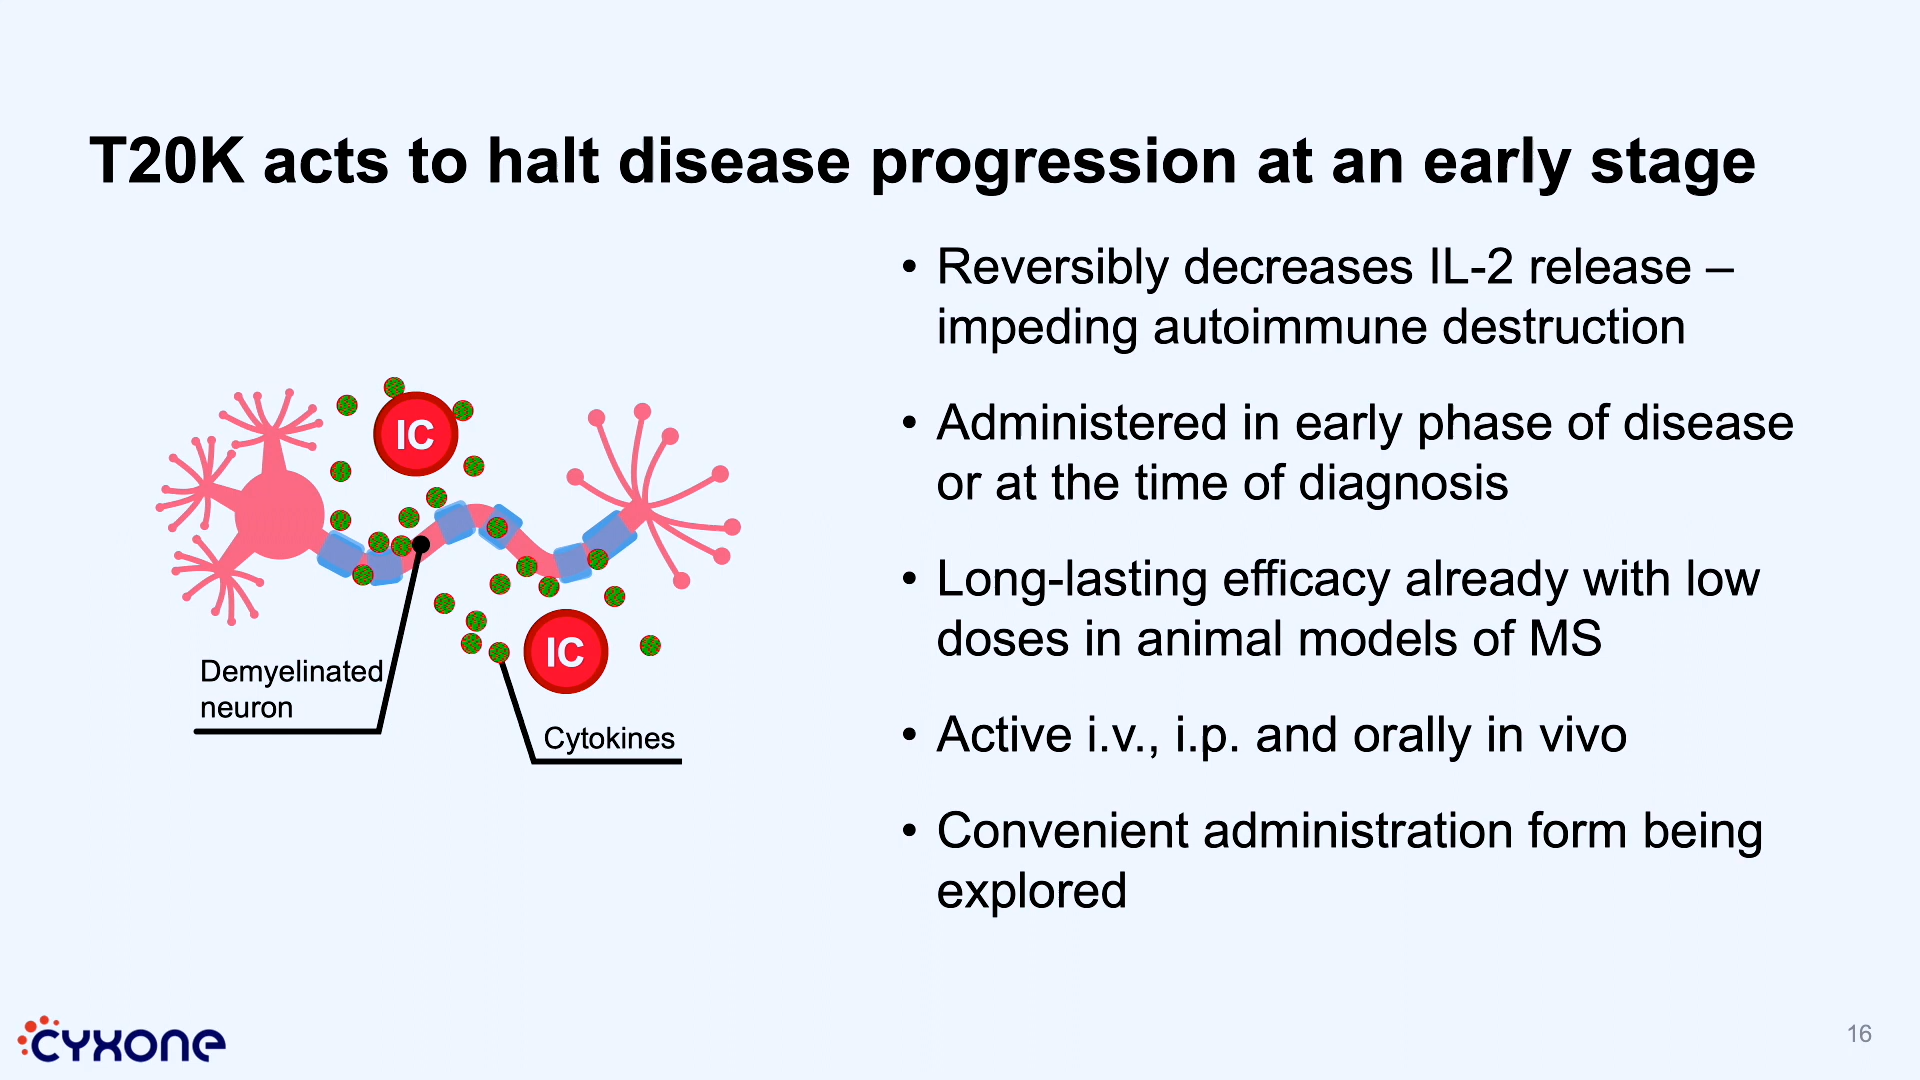 T20K acts to halt disease progression at an early stage
• Reversibly decreases IL-2 release –
impeding autoimmune destruction
• Administered in early phase of disease
or at the time of diagnosis
• Long-lasting efficacy already with low
doses in animal models of MS
• Active i.v., i.p. and orally in vivo
• Convenient administration form being
explored
IC
IC
Demyelinated
neuron
Cytokines
CYXONE
16